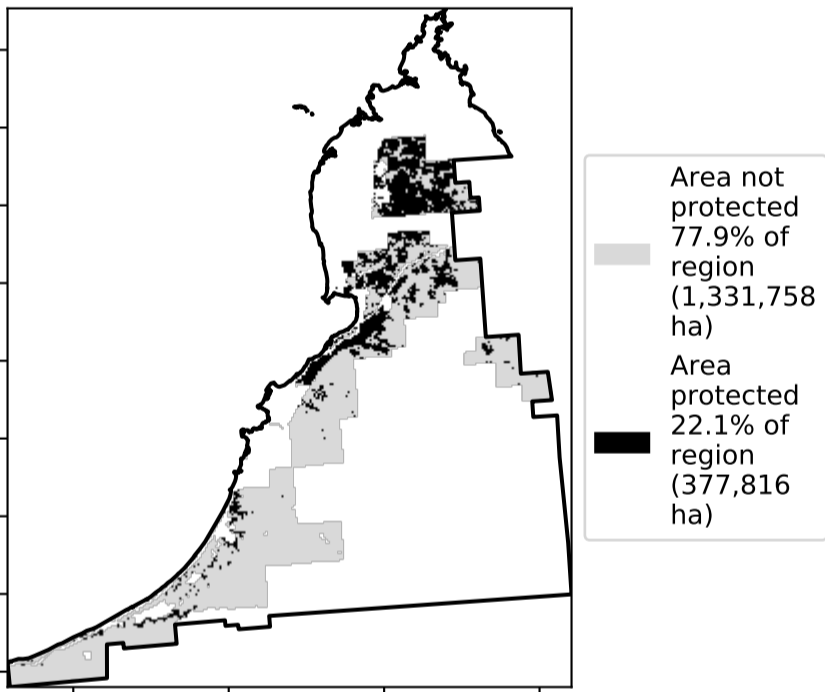 Area not
protected
77.9% of
region
(1,331,758
ha)
Area
protected
22.1% of
region
(377,816
ha)